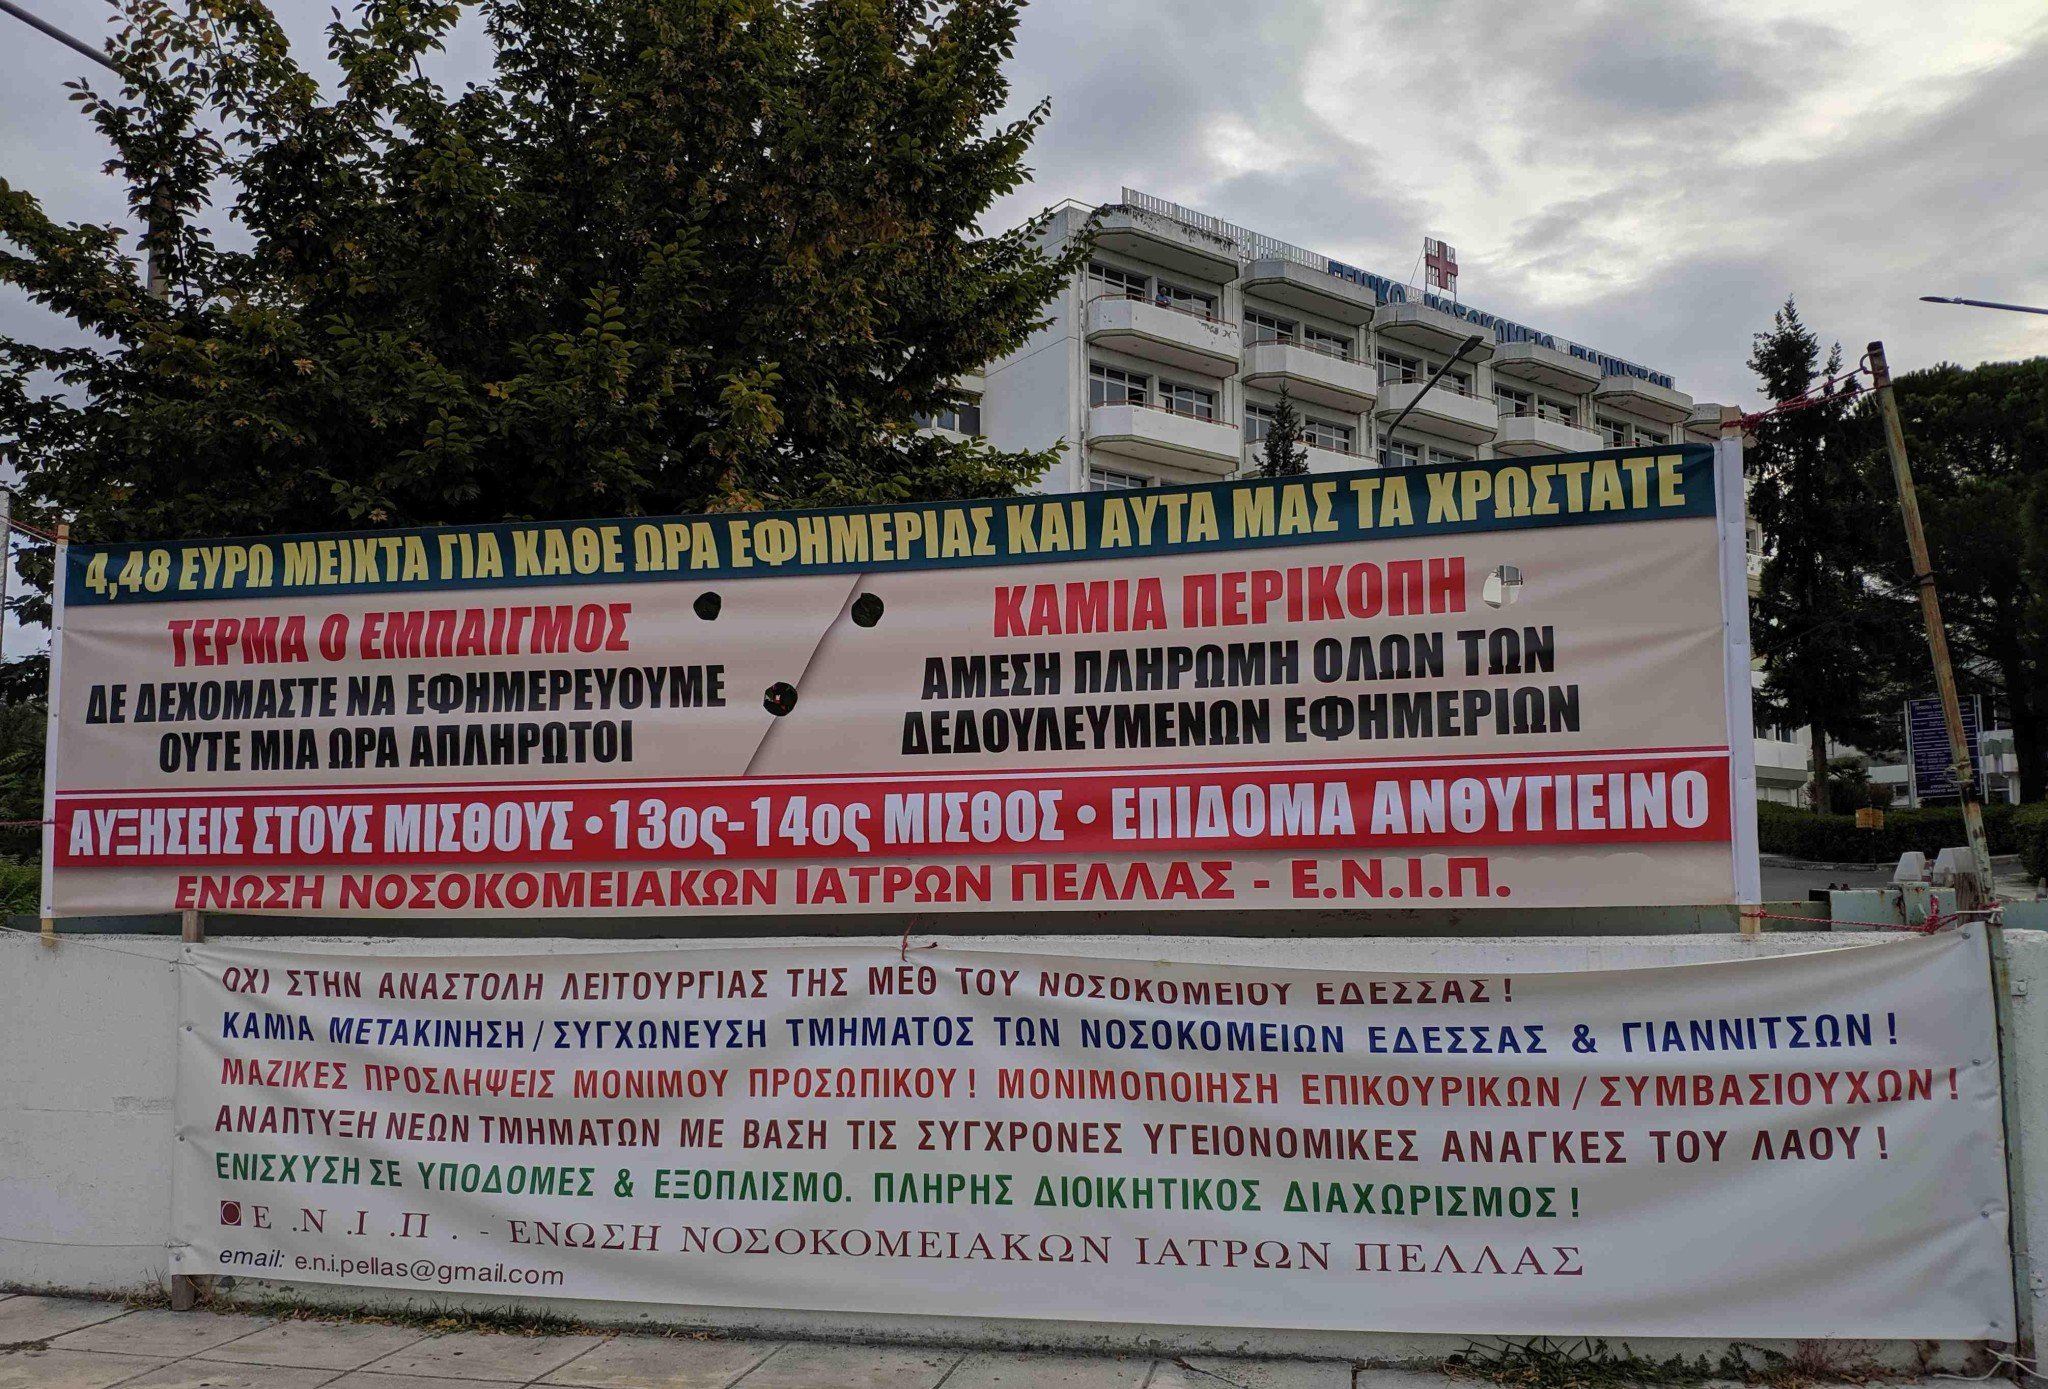 ΓΕΝΙΚΟ ΝΟΣΟΚΟΜΕΙΟ ΓΙΑΝΝΙΤΣΩΝ
4,48 ΕΥΡΩ ΜΕΙΚΤΑ ΓΙΑ ΚΑΘΕ ΩΡΑ ΕΦΗΜΕΡΙΑΣ ΚΑΙ ΑΥΤΑ ΜΑΣ ΤΑ ΧΡΩΣΤΑΤΕ
ΤΕΡΜΑ Ο ΕΜΠΑΙΓΜΟΣ
ΔΕ ΔΕΧΟΜΑΣΤΕ ΝΑ ΕΦΗΜΕΡΕΥΟΥΜΕ
ΟΥΤΕ ΜΙΑ ΩΡΑ ΑΠΛΗΡΩΤΟΙ
ΚΑΜΙΑ ΠΕΡΙΚΟΠΗ
ΑΜΕΣΗ ΠΛΗΡΩΜΗ ΟΛΩΝ ΤΩΝ
ΔΕΔΟΥΛΕΥΜΕΝΩΝ ΕΦΗΜΕΡΙΩΝ
ΑΥΞΗΣΕΙΣ ΣΤΟΥΣ ΜΙΣΘΟΥΣ • 13ος-14ος ΜΙΣΘΟΣ • ΕΠΙΔΟΜΑ ΑΝΘΥΓΙΕΙΝΟ
ΕΝΩΣΗ ΝΟΣΟΚΟΜΕΙΑΚΩΝ ΙΑΤΡΩΝ ΠΕΛΛΑΣ - Ε.Ν.Ι.Π.
ΟΧΙ ΣΤΗΝ ΑΝΑΣΤΟΛΗ ΛΕΙΤΟΥΡΓΙΑΣ ΤΗΣ ΜΕΘ ΤΟΥ ΝΟΣΟΚΟΜΕΙΟΥ ΕΔΕΣΣΑΣ !
ΚΑΜΙΑ ΜΕΤΑΚΙΝΗΣΗ / ΣΥΓΧΩΝΕΥΣΗ ΤΜΗΜΑΤΟΣ ΤΩΝ ΝΟΣΟΚΟΜΕΙΩΝ ΕΔΕΣΣΑΣ & ΓΙΑΝΝΙΤΣΩΝ !
ΜΑΖΙΚΕΣ ΠΡΟΣΛΗΨΕΙΣ ΜΟΝΙΜΟΥ ΠΡΟΣΩΠΙΚΟΥ ! ΜΟΝΙΜΟΠΟΙΗΣΗ ΕΠΙΚΟΥΡΙΚΩΝ / ΣΥΜΒΑΣΙΟΥΧΩΝ !
ΑΝΑΠΤΥΞΗ ΝΕΩΝ ΤΜΗΜΑΤΩΝ ΜΕ ΒΑΣΗ ΤΙΣ ΣΥΓΧΡΟΝΕΣ ΥΓΕΙΟΝΟΜΙΚΕΣ ΑΝΑΓΚΕΣ ΤΟΥ ΛΑΟΥ !
ΕΝΙΣΧΥΣΗ ΣΕ ΥΠΟΔΟΜΕΣ & ΕΞΟΠΛΙΣΜΟ. ΠΛΗΡΗΣ ΔΙΟΙΚΗΤΙΚΟΣ ΔΙΑΧΩΡΙΣΜΟΣ !
Ε .Ν .Ι .Π . - ΕΝΩΣΗ ΝΟΣΟΚΟΜΕΙΑΚΩΝ ΙΑΤΡΩΝ ΠΕΛΛΑΣ
email: e.n.i.pellas@gmail.com